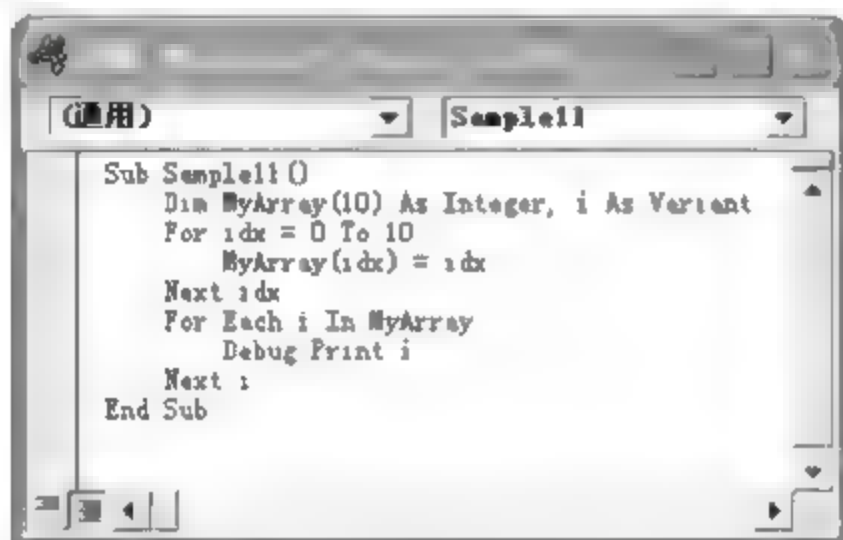 (通用)
Sample11
Sub Sample11()
Dim MyArray(10) As Integer, i As Variant
For idx = 0 To 10
MyArray(idx) = idx
Next idx
For Each i In MyArray
Debug Print i
Next i
End Sub